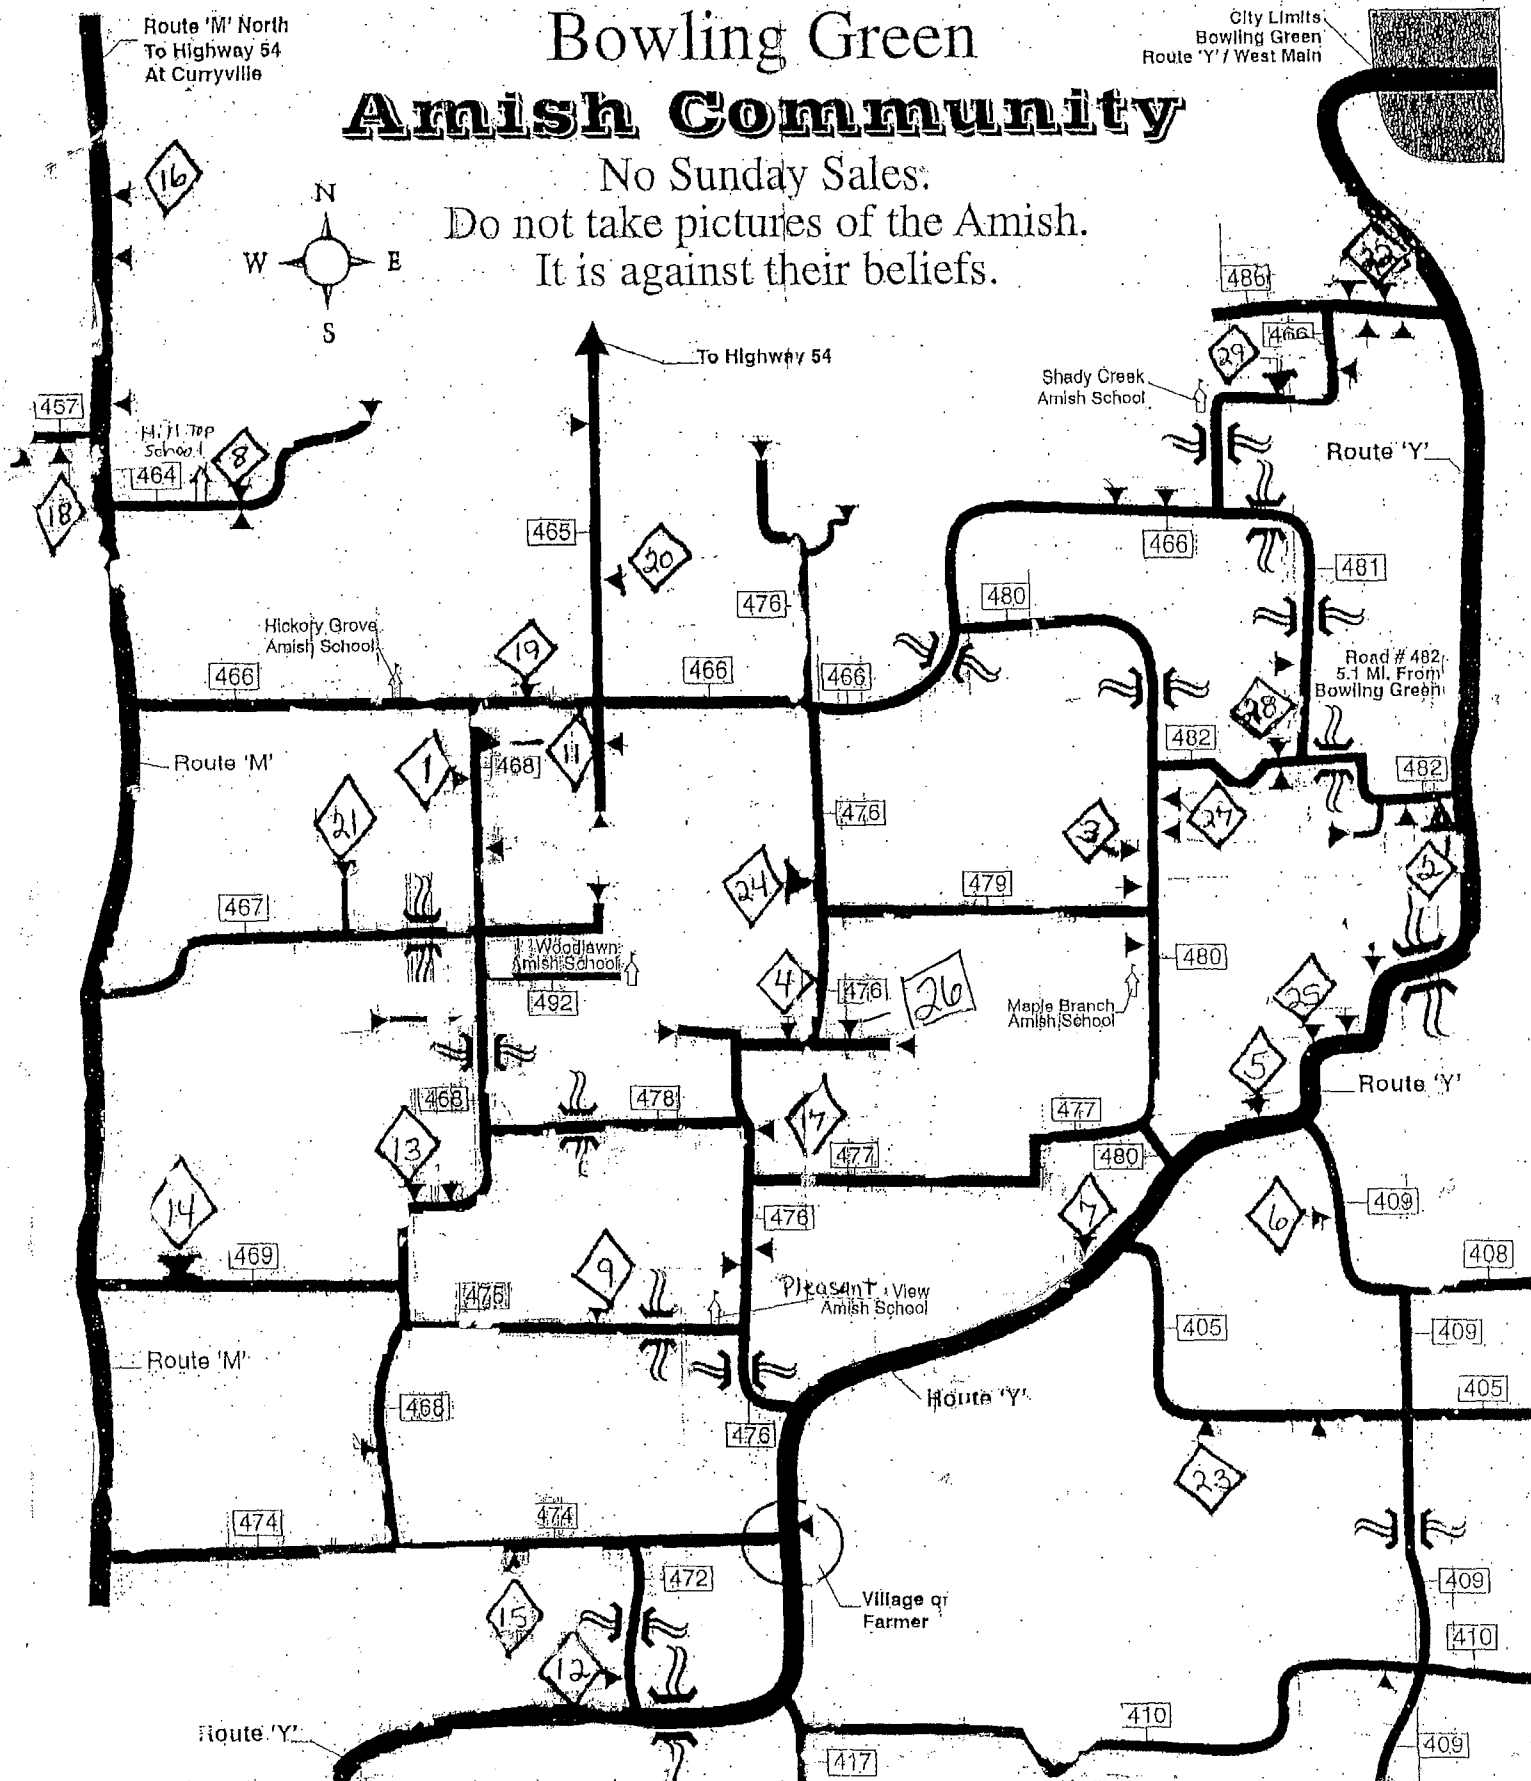 Route 'M' North
To Highway 54
At Curryville
Bowling Green
Amish Community
No Sunday Sales.
Do not take pictures of the Amish.
It is against their beliefs.
City Limits
Bowling Green
Route 'Y' / West Main
16
N
W E
S
486
466
29
To Highway 54
Shady Creek
Amish School
457
Hill Top
School
8
464
18
Route 'Y'
465
20
466
481
476
480
Hickory Grove
Amish School
19
466
466
466
Road # 482
5.1 Mi. From
Bowling Green
28
Route 'M'
1
468
11
482
482
21
476
3
27
24
2
467
479
Woodlawn
Amish School
492
4
476
26
480
Maple Branch
Amish School
25
5
Route 'Y'
468
478
17
477
13
477
480
14
476
7
6
409
469
9
408
475
Pleasant View
Amish School
405
409
Route 'M'
468
Route 'Y'
405
476
23
474
474
472
409
Village of
Farmer
15
12
410
Route 'Y'
410
417
409